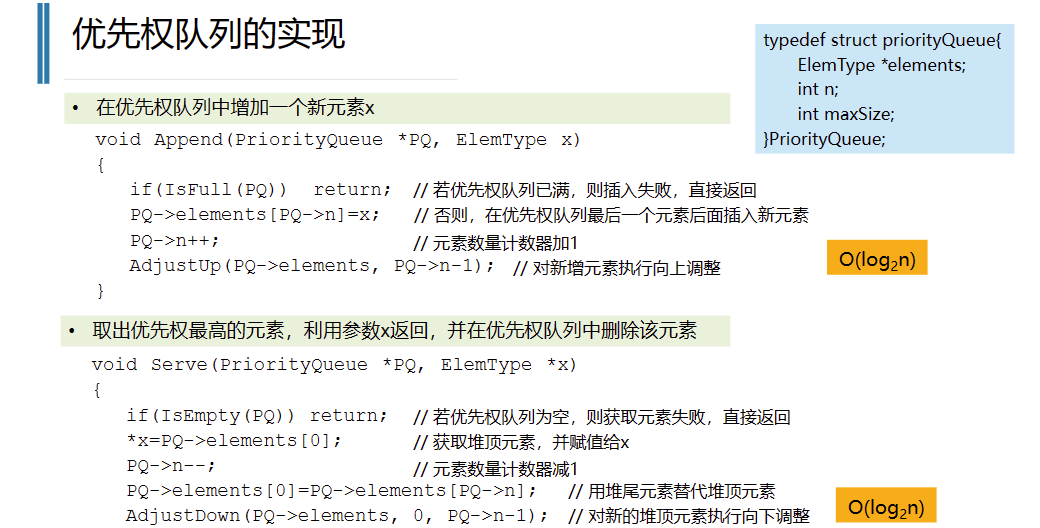 优先权队列的实现
typedef struct priorityQueue{
ElemType *elements;
int n;
int maxSize;
}PriorityQueue;
• 在优先权队列中增加一个新元素x
void Append(PriorityQueue *PQ, ElemType x)
{
if(IsFull(PQ)) return; // 若优先权队列已满，则插入失败，直接返回
PQ->elements[PQ->n]=x; // 否则，在优先权队列最后一个元素后面插入新元素
PQ->n++; // 元素数量计数器加1
AdjustUp(PQ->elements, PQ->n-1); // 对新增元素执行向上调整
}
O(log₂n)
• 取出优先权最高的元素，利用参数x返回，并在优先权队列中删除该元素
void Serve(PriorityQueue *PQ, ElemType *x)
{
if(IsEmpty(PQ)) return; // 若优先权队列为空，则获取元素失败，直接返回
*x=PQ->elements[0]; // 获取堆顶元素，并赋值给x
PQ->n--; // 元素数量计数器减1
PQ->elements[0]=PQ->elements[PQ->n]; // 用堆尾元素替代堆顶元素
AdjustDown(PQ->elements, 0, PQ->n-1); // 对新的堆顶元素执行向下调整
O(log₂n)